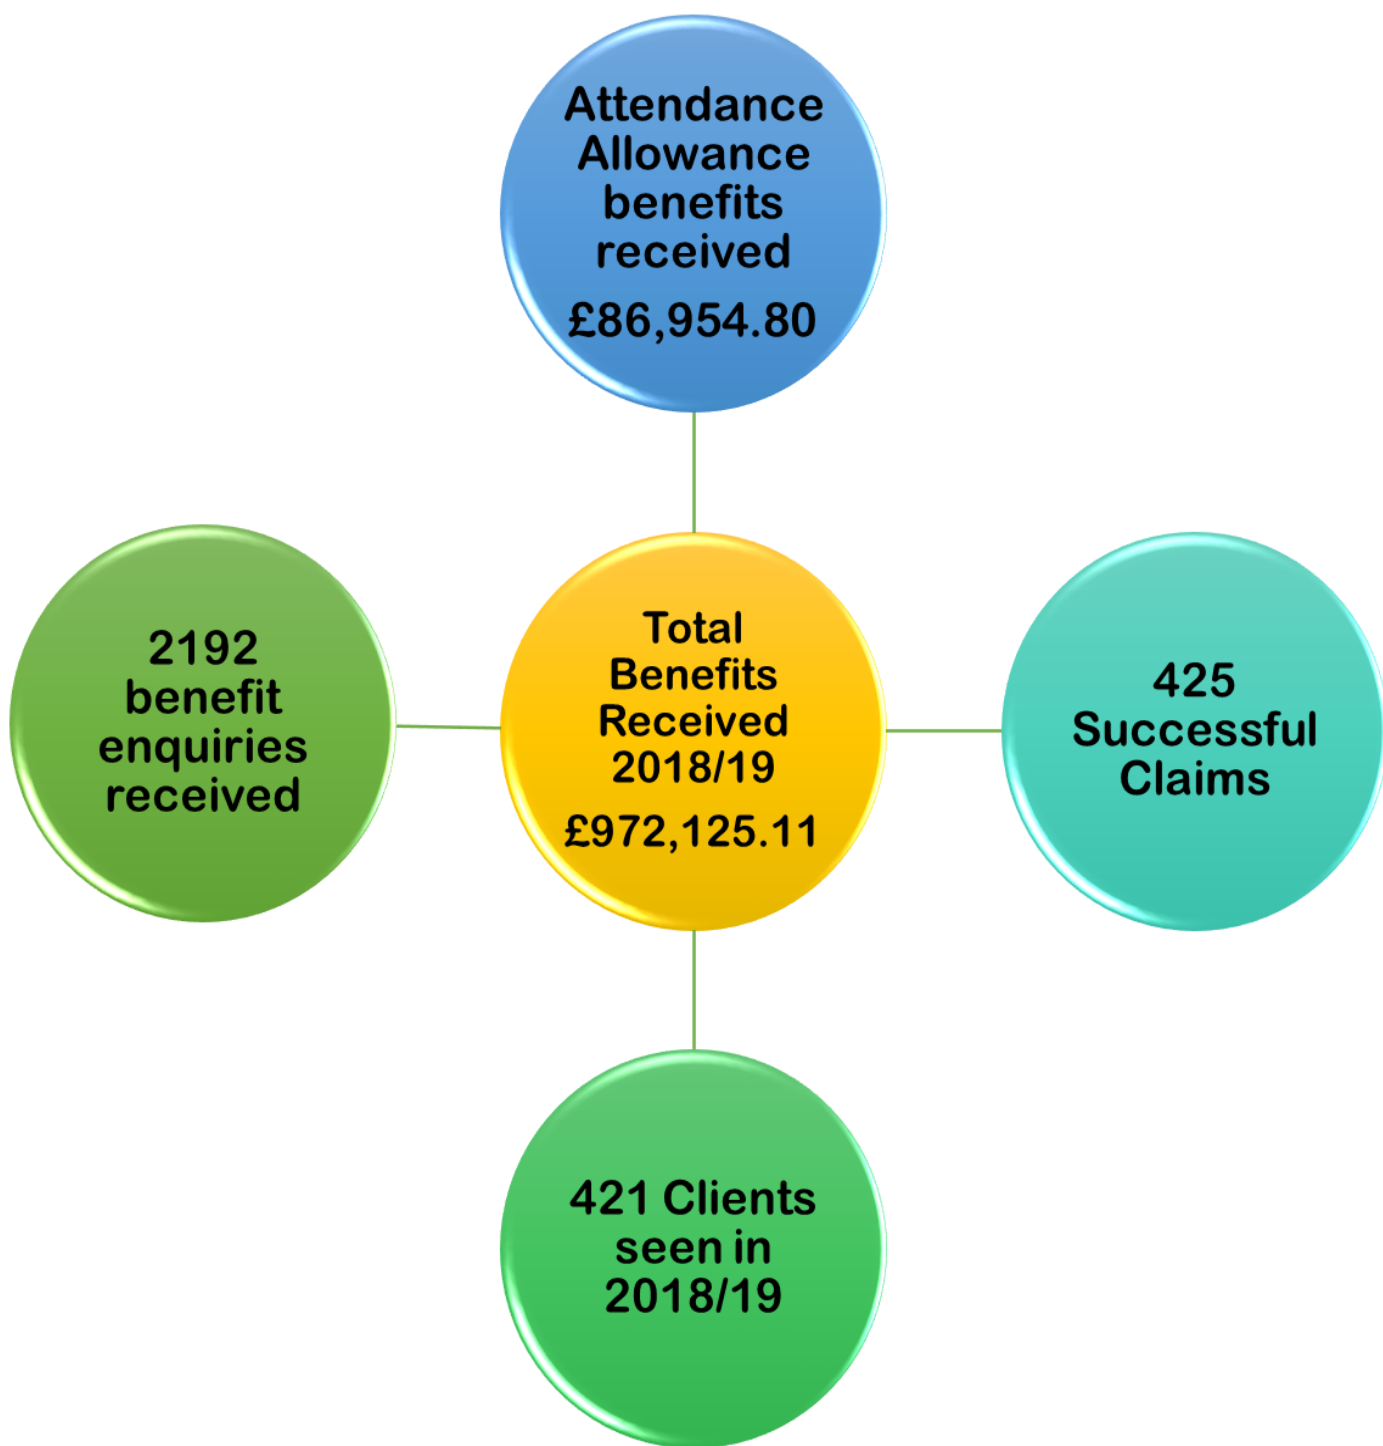 Attendance
Allowance
benefits
received
£86,954.80
2192
benefit
enquiries
received
Total
Benefits
Received
2018/19
£972,125.11
425
Successful
Claims
421 Clients
seen in
2018/19